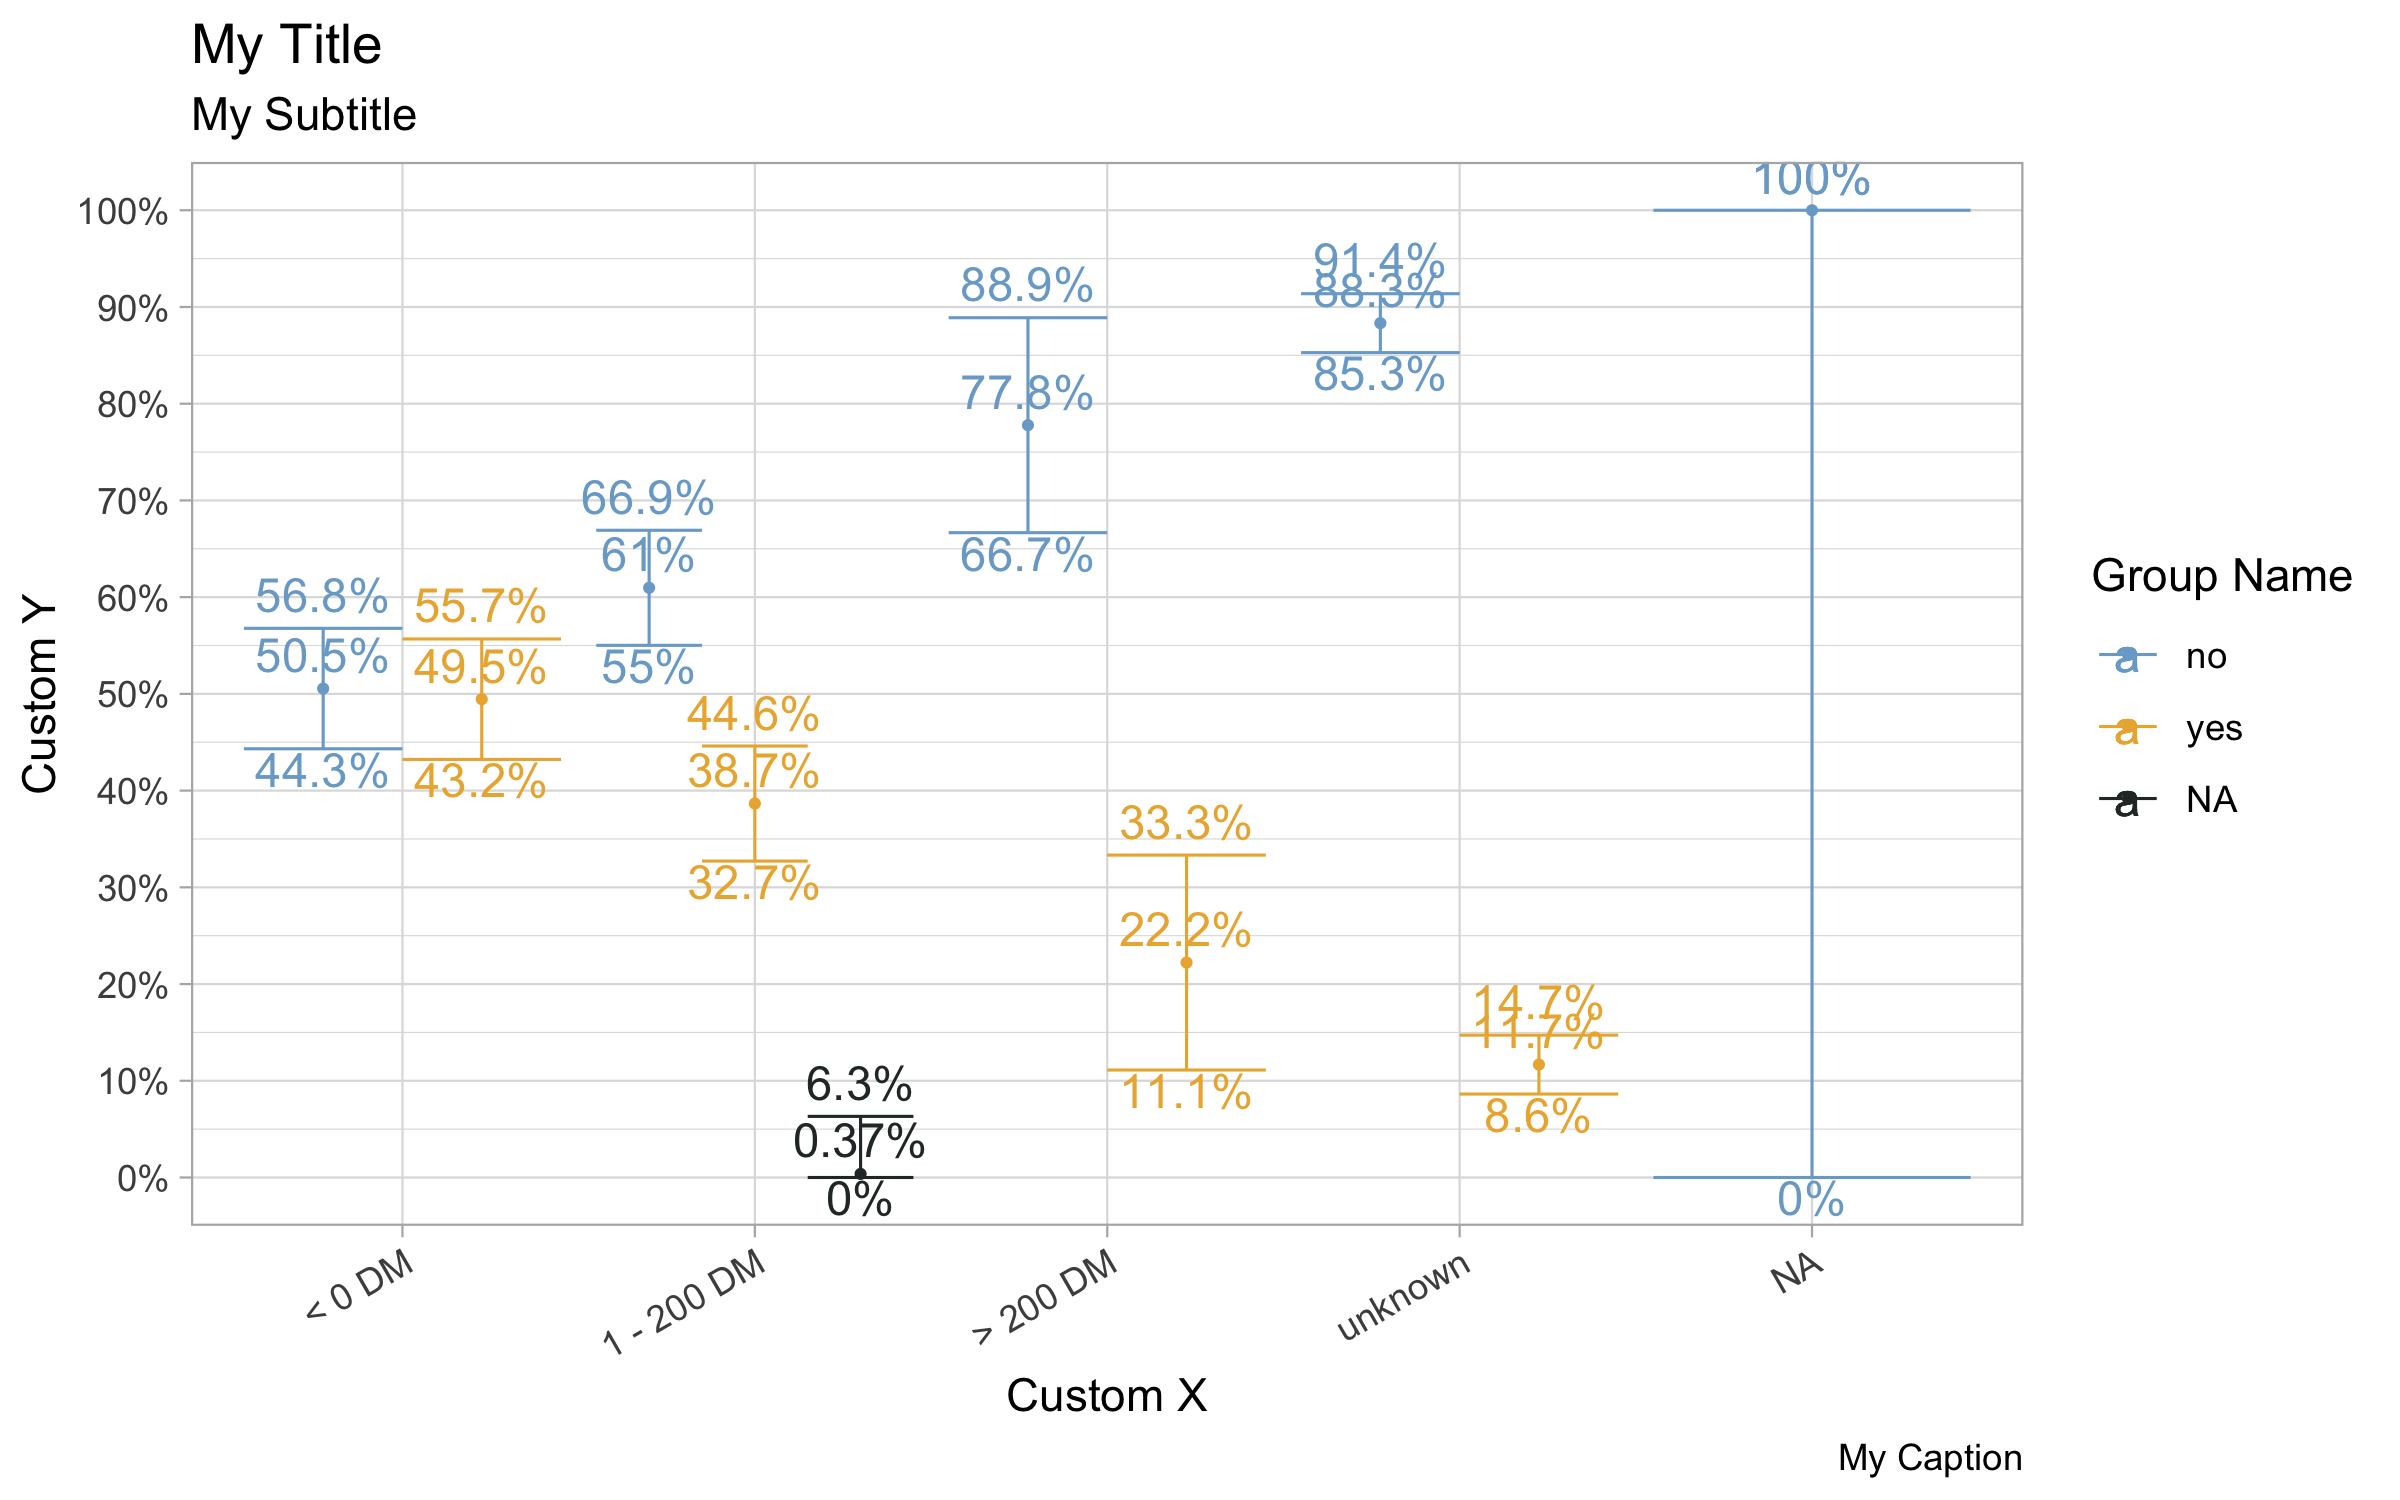 My Title
My Subtitle
Custom Y
100%
90%
80%
70%
60%
50%
40%
30%
20%
10%
0%
56.8%
50.5%
44.3%
55.7%
49.5%
43.2%
66.9%
61%
55%
44.6%
38.7%
32.7%
6.3%
0.37%
0%
88.9%
77.8%
66.7%
33.3%
22.2%
11.1%
91.4%
88.3%
85.3%
14.7%
11.7%
8.6%
100%
0%
< 0 DM
1 - 200 DM
> 200 DM
unknown
NA
Custom X
Group Name
a no
a yes
a NA
My Caption